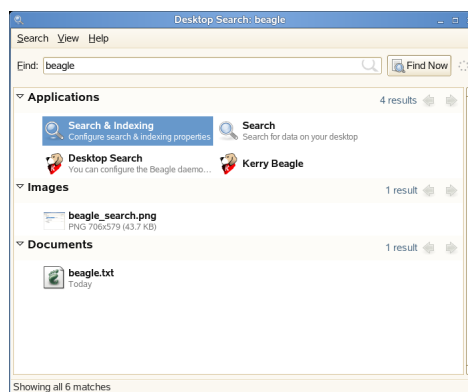 Desktop Search: beagle
Search View Help
Find: beagle Find Now
Applications 4 results
Search & Indexing
Configure search & indexing properties
Search
Search for data on your desktop
Desktop Search
You can configure the Beagle daemo...
Kerry Beagle
Images 1 result
beagle_search.png
PNG 706x579 (43.7 KB)
Documents 1 result
beagle.txt
Today
Showing all 6 matches